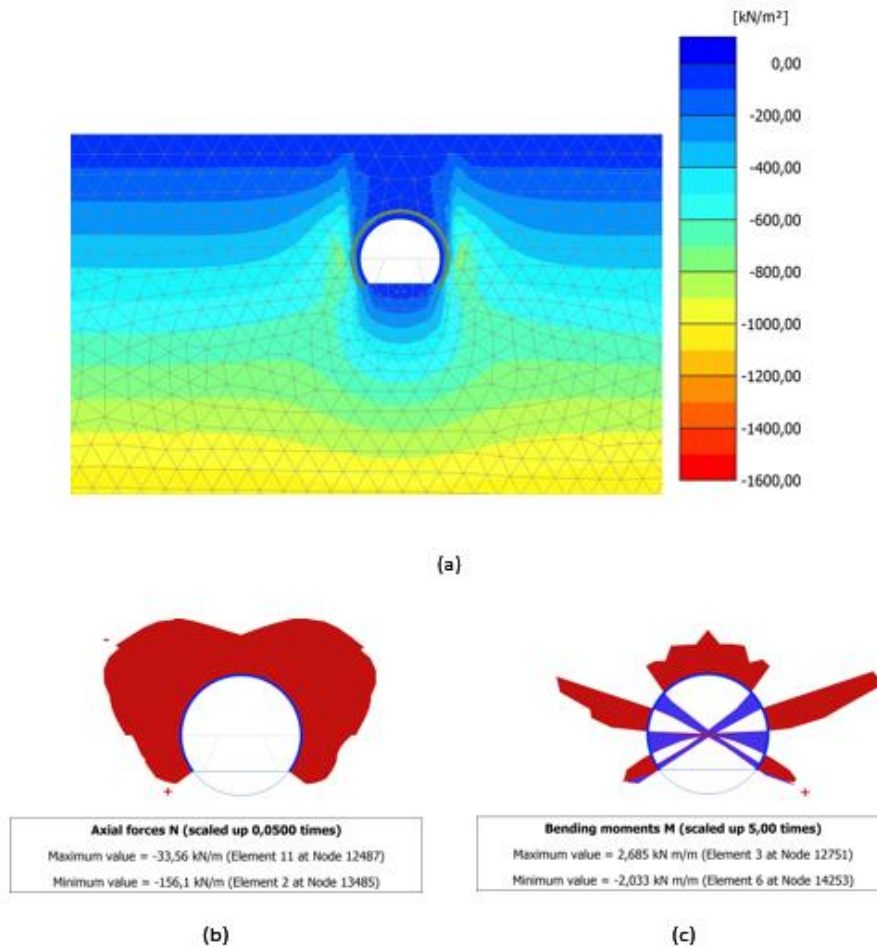 [kN/m²]
0,00
-200,00
-400,00
-600,00
-800,00
-1000,00
-1200,00
-1400,00
-1600,00
(a)
-
+
Axial forces N (scaled up 0,0500 times)
Maximum value = -33,56 kN/m (Element 11 at Node 12487)
Minimum value = -156,1 kN/m (Element 2 at Node 13485)
+
Bending moments M (scaled up 5,00 times)
Maximum value = 2,685 kN m/m (Element 3 at Node 12751)
Minimum value = -2,033 kN m/m (Element 6 at Node 14253)
(b)
(c)